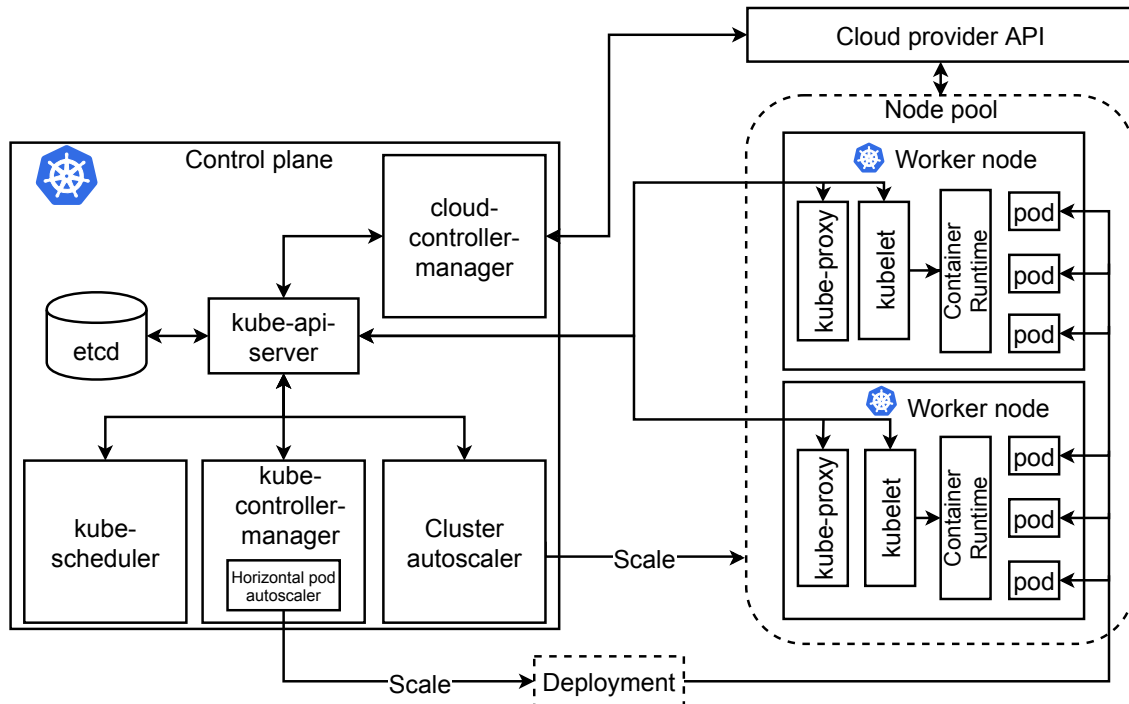 Cloud provider API
Node pool
Control plane
cloud-
controller-
manager
kube-api-
server
etcd
kube-
scheduler
kube-
controller-
manager
Horizontal pod
autoscaler
Cluster
autoscaler
Scale
Scale
Deployment
Worker node
kube-proxy
kubelet
Container
Runtime
pod
pod
pod
Worker node
kube-proxy
kubelet
Container
Runtime
pod
pod
pod